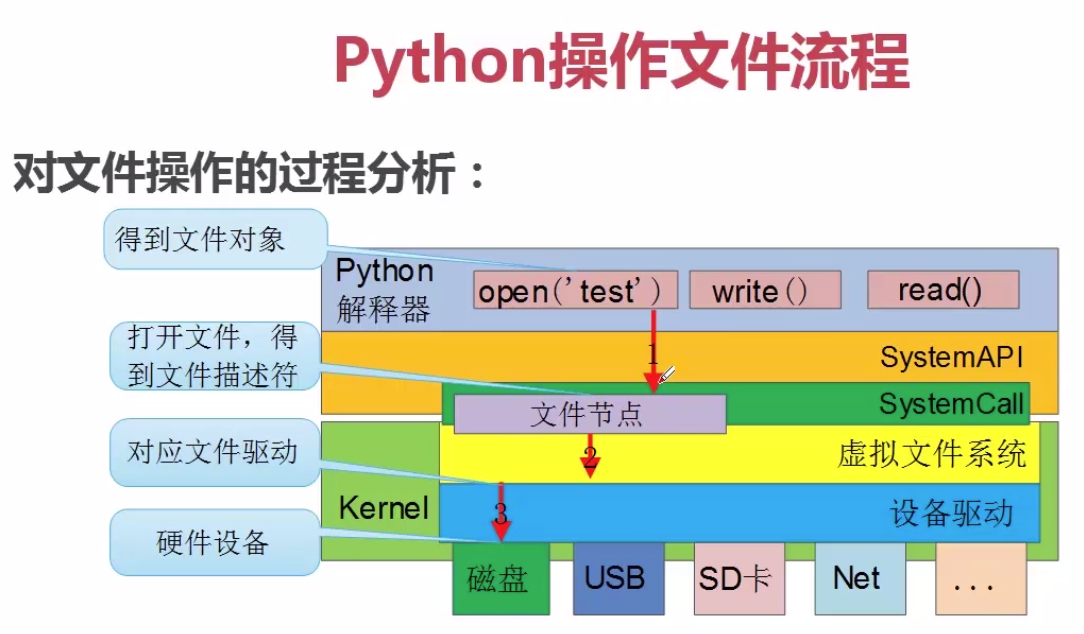 Python操作文件流程
对文件操作的过程分析：
得到文件对象
Python
解释器
open('test')
write()
read()
打开文件，得
到文件描述符
1
SystemAPI
SystemCall
文件节点
对应文件驱动
2
虚拟文件系统
Kernel
3
设备驱动
硬件设备
磁盘
USB
SD卡
Net
...